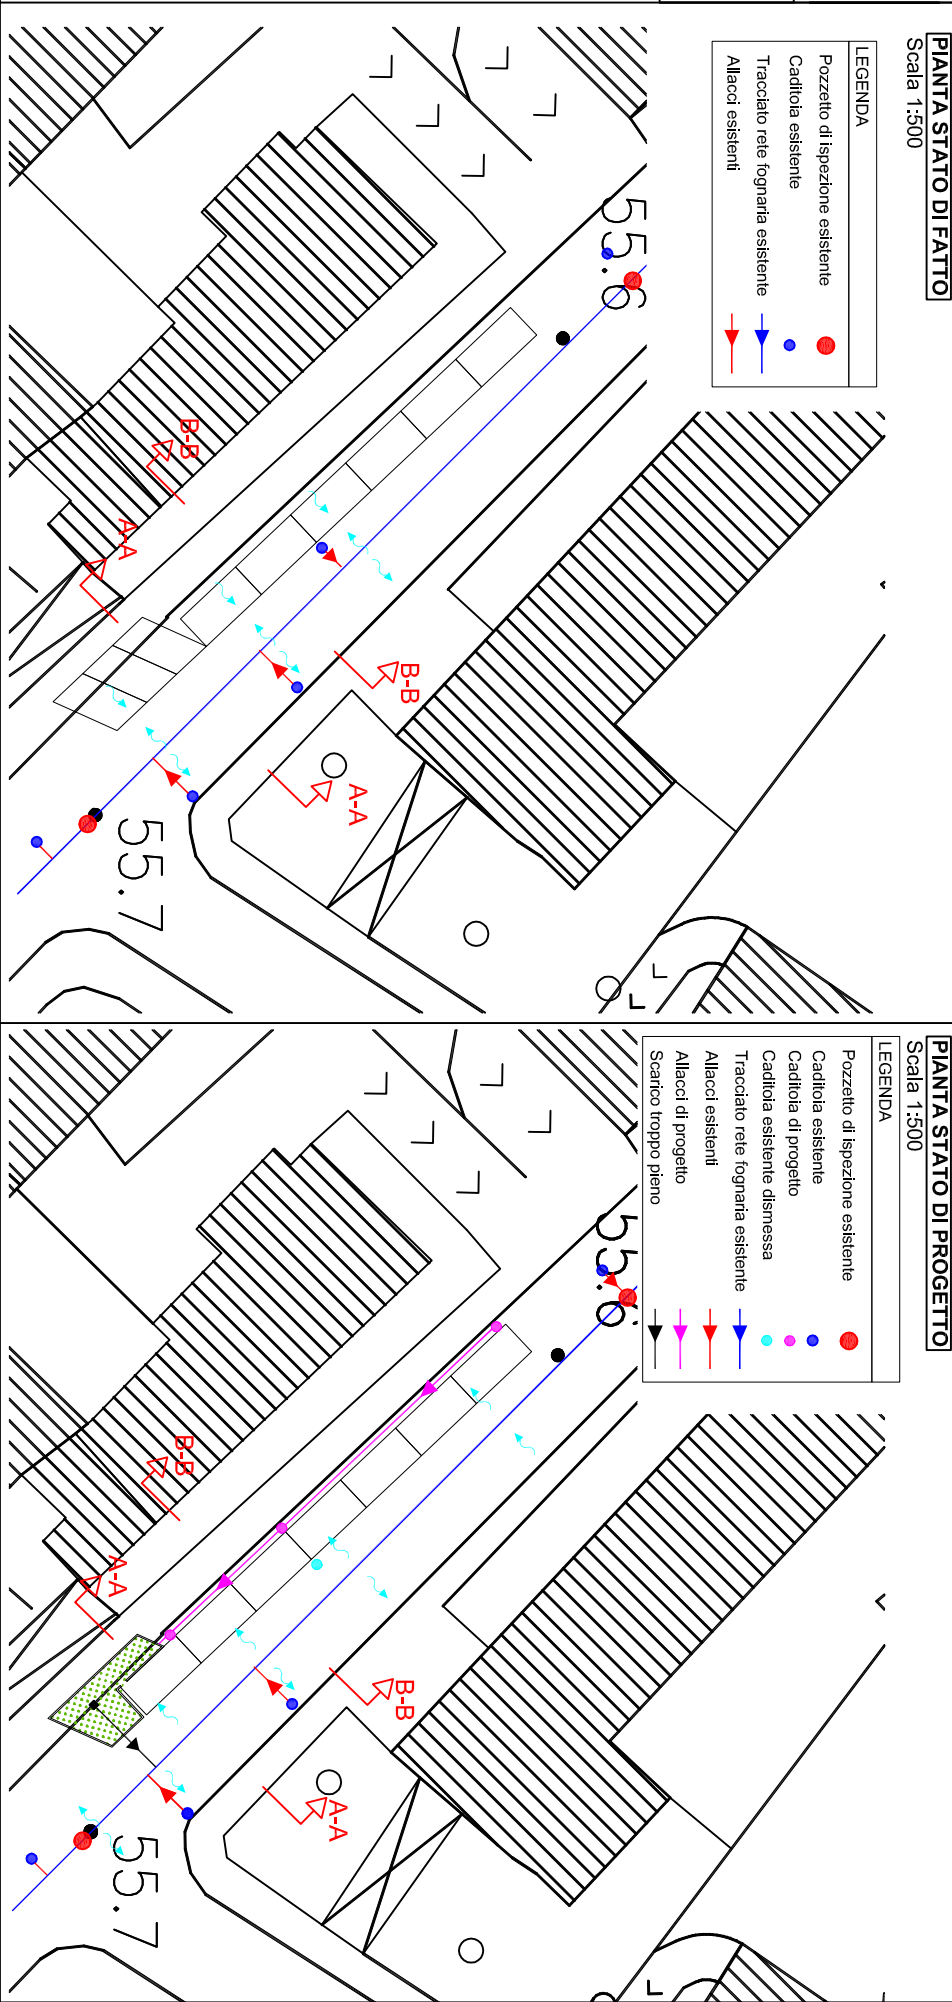 PIANTA STATO DI FATTO
Scala 1:500
LEGENDA
Pozzetto di ispezione esistente
Caditoia esistente
Tracciato rete fognaria esistente
Allacci esistenti
55.6
B-B
A-A
B-B
A-A
55.7
PIANTA STATO DI PROGETTO
Scala 1:500
LEGENDA
Pozzetto di ispezione esistente
Caditoia esistente
Caditoia di progetto
Caditoia esistente dismessa
Tracciato rete fognaria esistente
Allacci esistenti
Allacci di progetto
Scarico troppo pieno
55.6
B-B
A-A
B-B
A-A
55.7